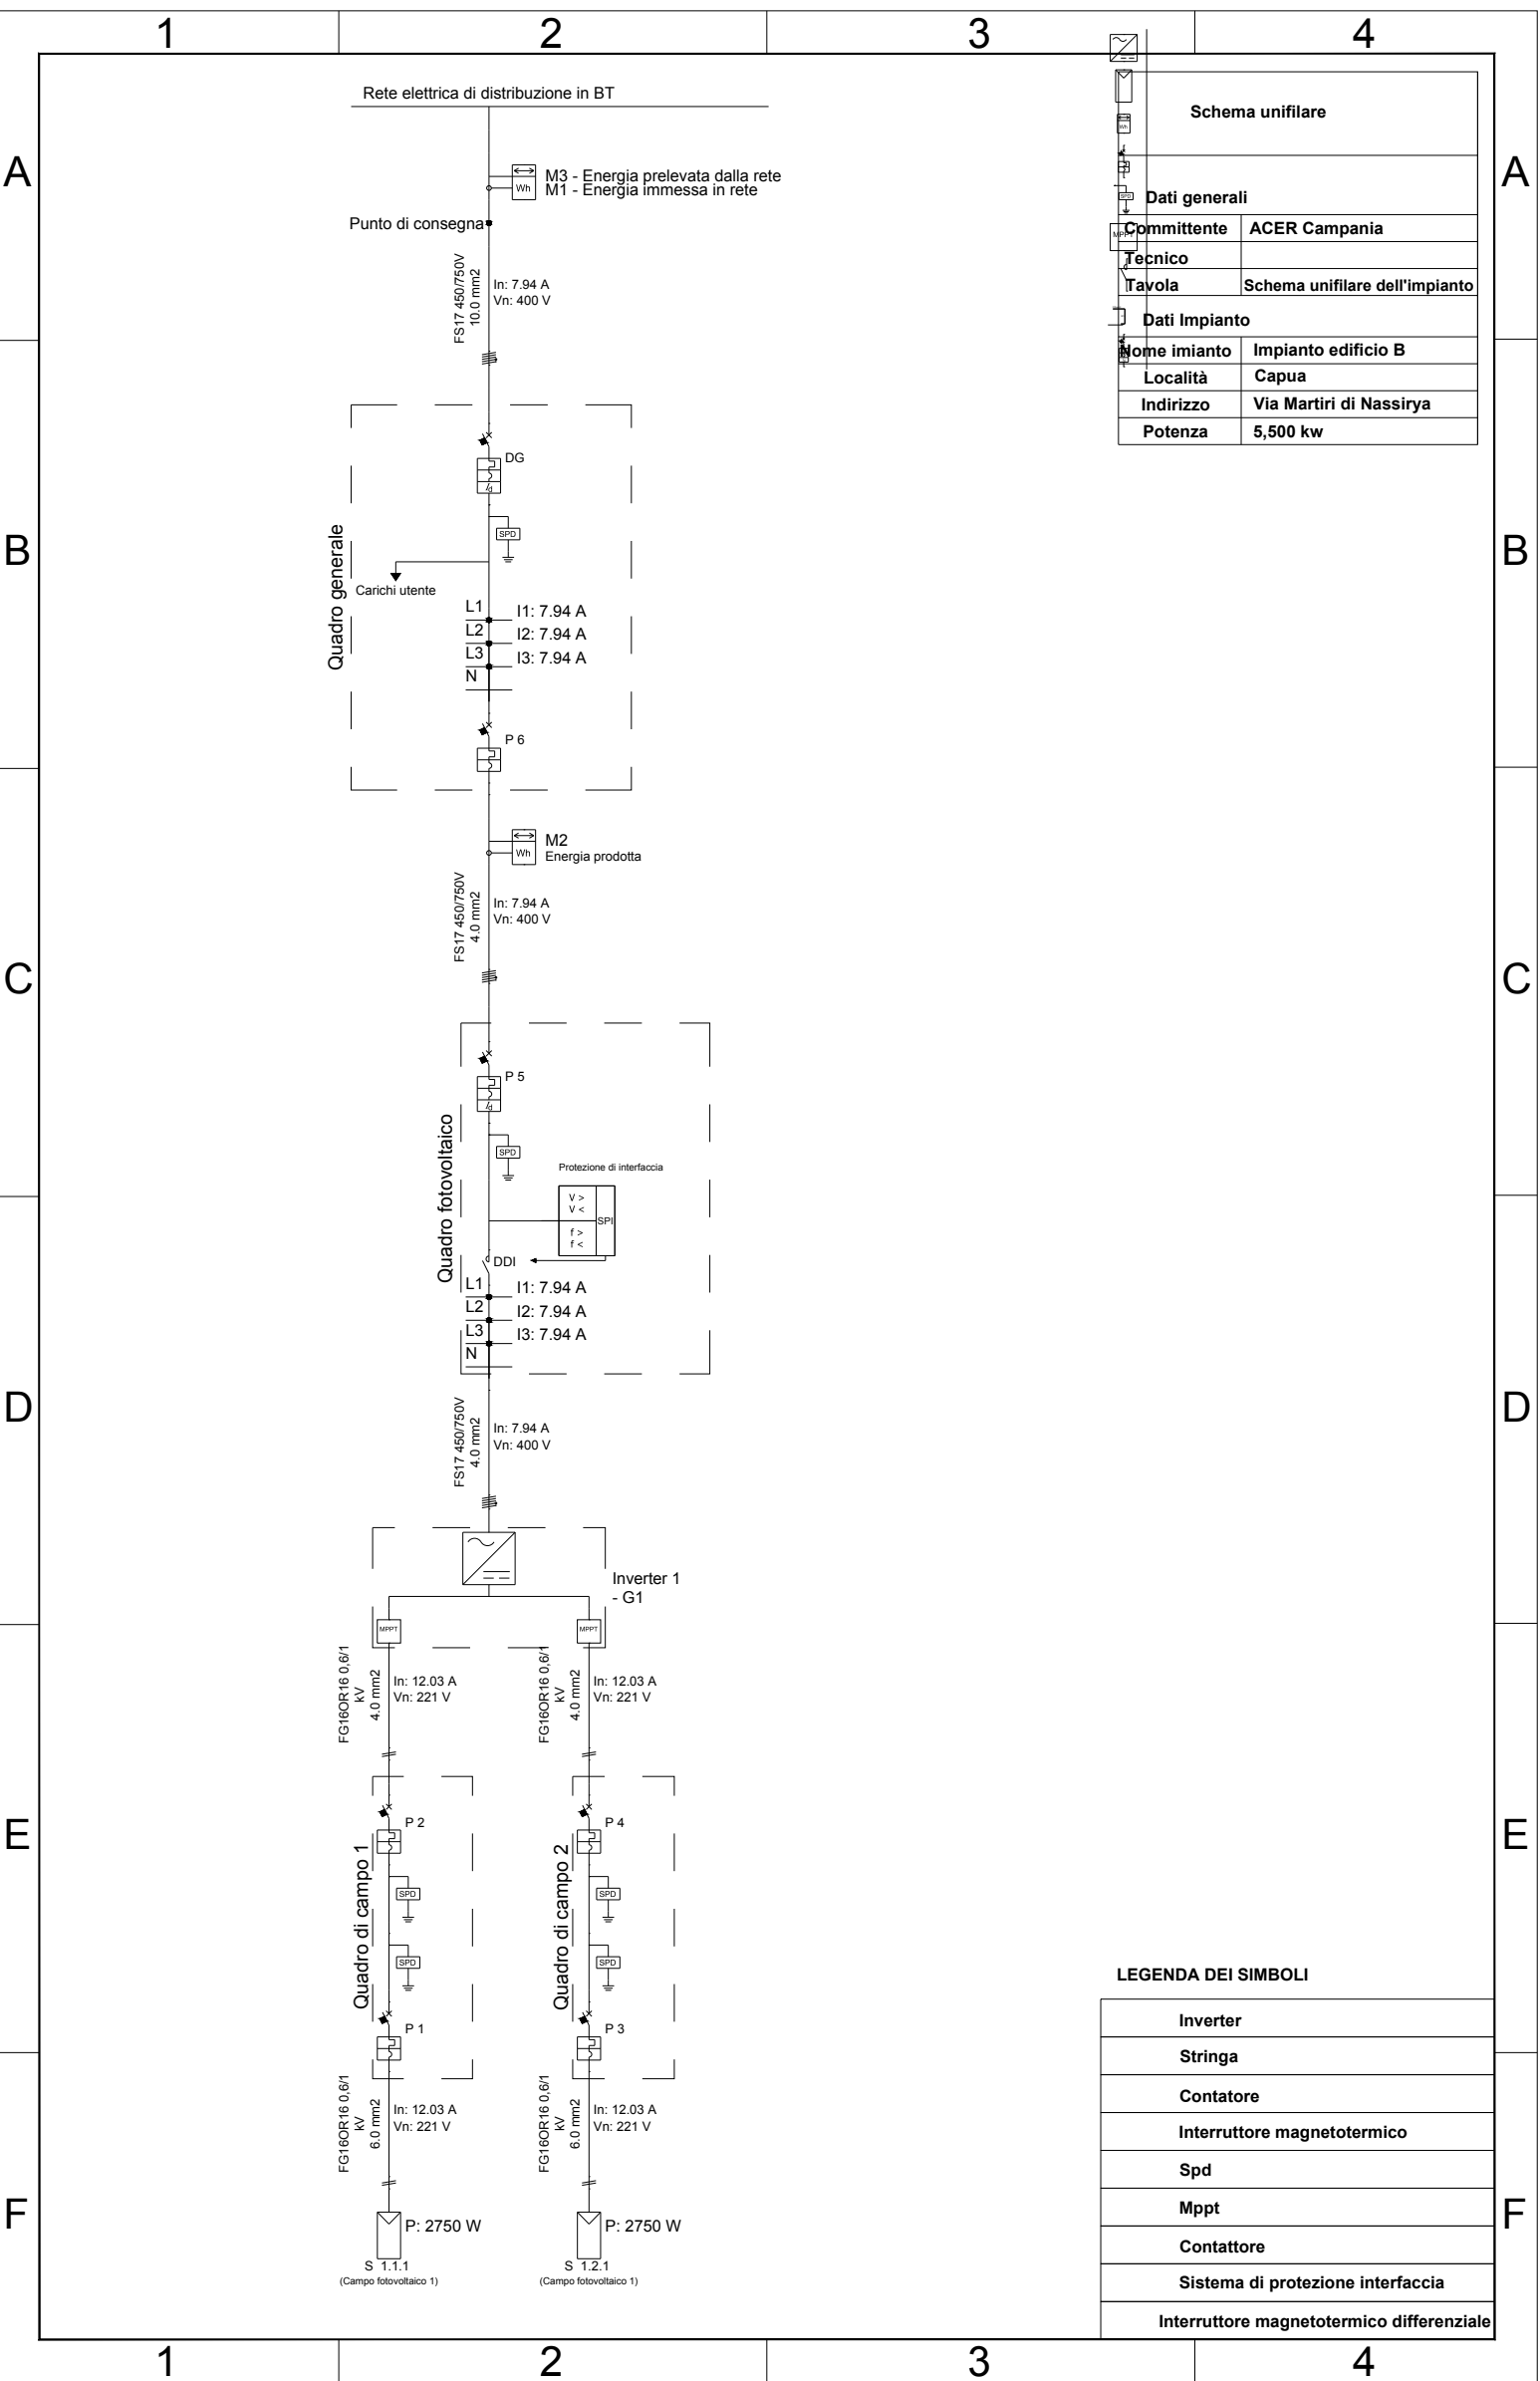 1
2
3
4
A
A
Rete elettrica di distribuzione in BT
Wh
M3 - Energia prelevata dalla rete
M1 - Energia immessa in rete
Punto di consegna
FS17 450/750V
10.0 mm2
In: 7.94 A
Vn: 400 V
Schema unifilare
Wh
SPD
Dati generali
MPPT
Committente
ACER Campania
Tecnico
Tavola
Schema unifilare dell'impianto
Dati Impianto
Nome imianto
Impianto edificio B
Località
Capua
Indirizzo
Via Martiri di Nassirya
Potenza
5,500 kw
B
B
Quadro generale
DG
/d
SPD
Carichi utente
L1
I1: 7.94 A
L2
I2: 7.94 A
L3
I3: 7.94 A
N
P 6
Wh
M2
Energia prodotta
FS17 450/750V
4.0 mm2
In: 7.94 A
Vn: 400 V
C
C
Quadro fotovoltaico
P 5
/d
SPD
Protezione di interfaccia
V >
V <
f >
f <
SPI
DDI
L1
I1: 7.94 A
L2
I2: 7.94 A
L3
I3: 7.94 A
N
D
D
FS17 450/750V
4.0 mm2
In: 7.94 A
Vn: 400 V
Inverter 1
- G1
MPPT
MPPT
FG16OR16 0,6/1
kV
4.0 mm2
In: 12.03 A
Vn: 221 V
FG16OR16 0,6/1
kV
4.0 mm2
In: 12.03 A
Vn: 221 V
E
E
Quadro di campo 1
P 2
SPD
SPD
P 1
Quadro di campo 2
P 4
SPD
SPD
P 3
FG16OR16 0,6/1
kV
6.0 mm2
In: 12.03 A
Vn: 221 V
FG16OR16 0,6/1
kV
6.0 mm2
In: 12.03 A
Vn: 221 V
F
F
P: 2750 W
S 1.1.1
(Campo fotovoltaico 1)
P: 2750 W
S 1.2.1
(Campo fotovoltaico 1)
LEGENDA DEI SIMBOLI
Inverter
Stringa
Contatore
Interruttore magnetotermico
Spd
Mppt
Contattore
Sistema di protezione interfaccia
Interruttore magnetotermico differenziale
1
2
3
4